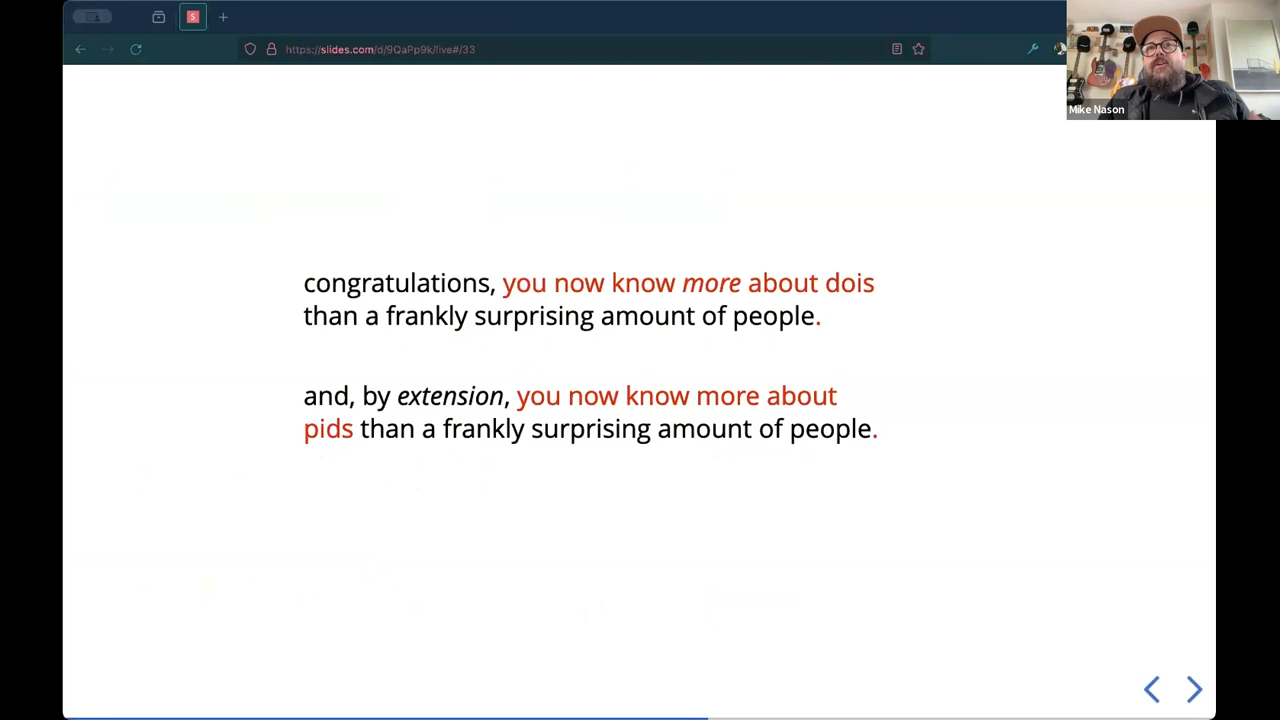 S
https://slides.com/d/9QaPp9k/live#/33
Mike Nason
congratulations, you now know more about dois
than a frankly surprising amount of people.
and, by extension, you now know more about
pids than a frankly surprising amount of people.